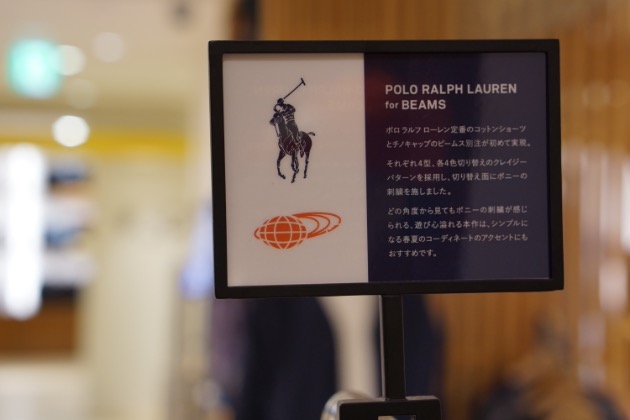 POLO RALPH LAUREN
for BEAMS
ポロ ラルフ ローレン定番のコットンショーツ
とチノキャップのビームス別注が初めて実現。
それぞれ4型、各4色切り替えのクレイジー
パターンを採用し、切り替え面にポニーの
刺繍を施しました。
どの角度から見てもポニーの刺繍が感じ
られる、遊び心溢れる本作は、シンプルに
なる春夏のコーディネートのアクセントにも
おすすめです。